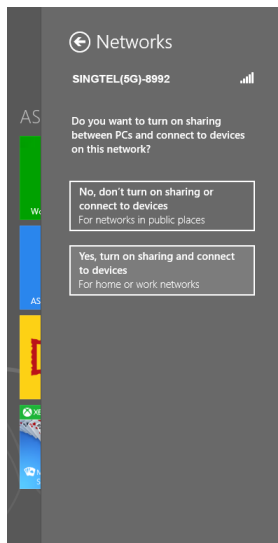 Networks
SINGTEL(5G)-8992
AS
Do you want to turn on sharing
between PCs and connect to devices
on this network?
No, don't turn on sharing or
connect to devices
For networks in public places
Yes, turn on sharing and connect
to devices
For home or work networks
AS